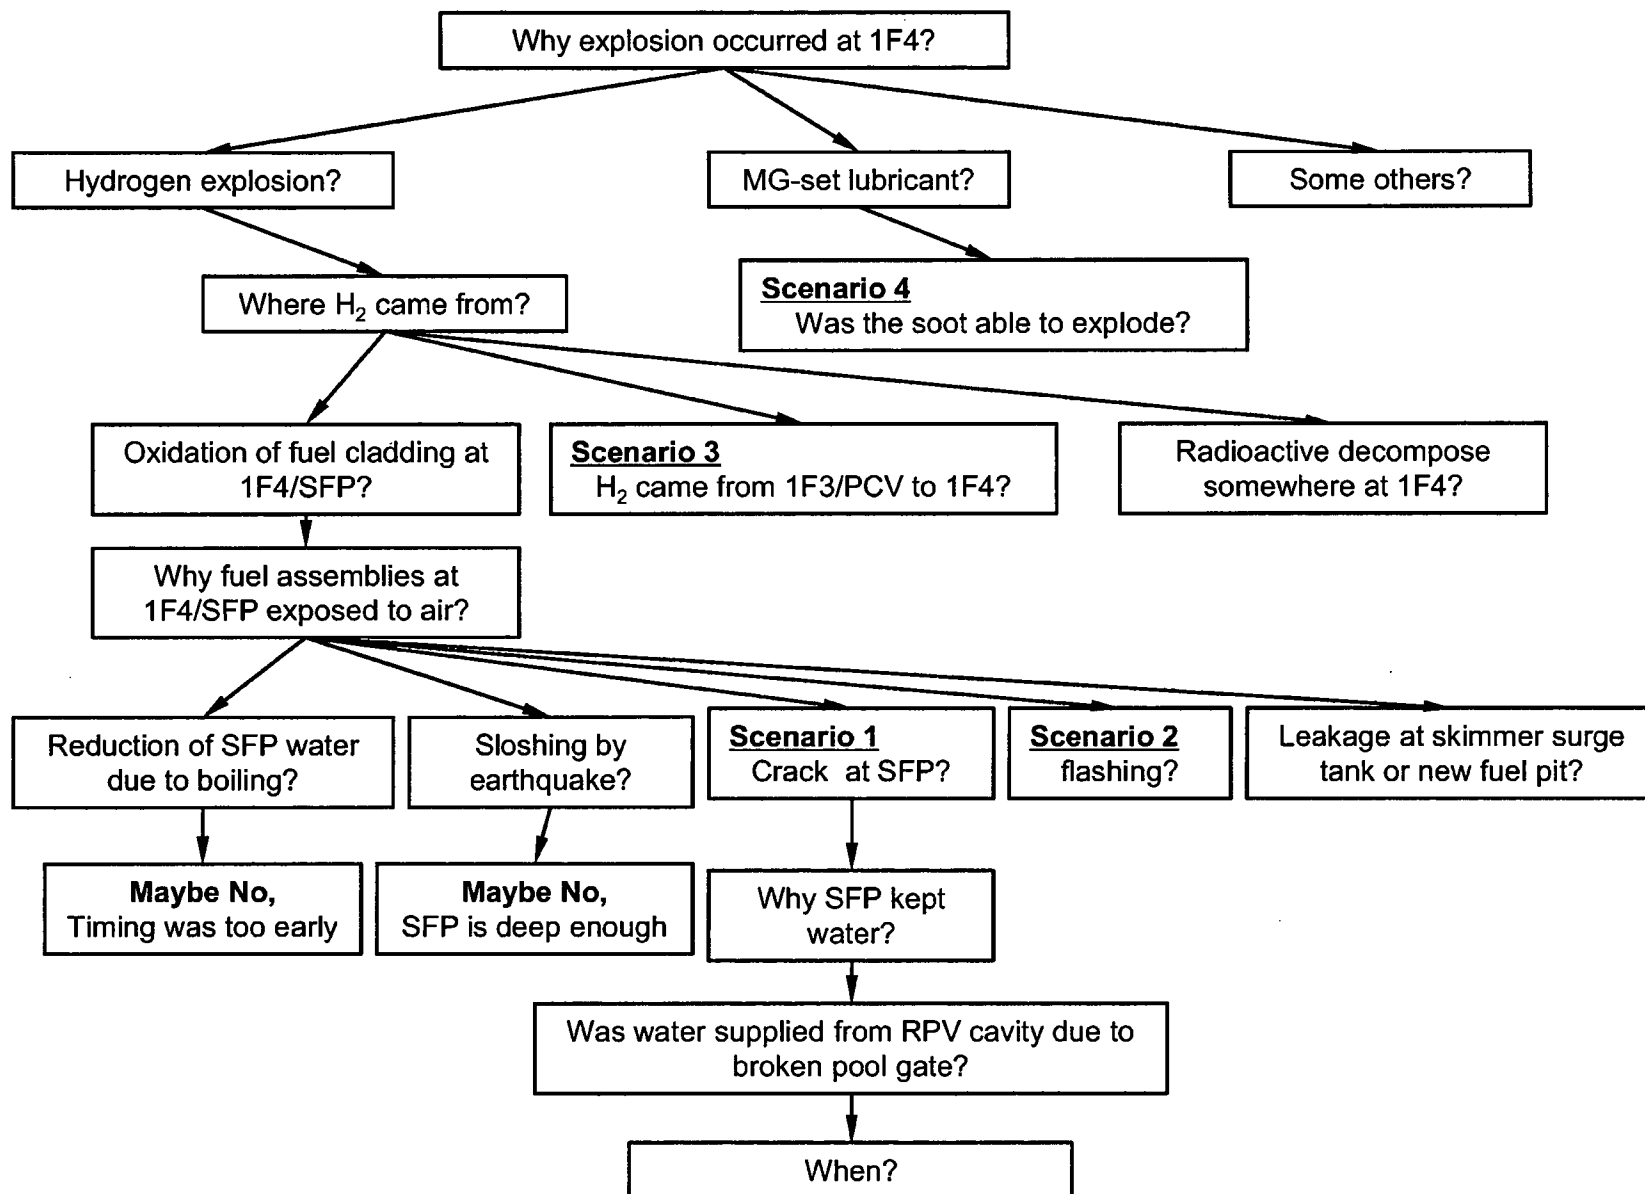 Why explosion occurred at 1F4?
Hydrogen explosion?
MG-set lubricant?
Some others?
Where H₂ came from?
Scenario 4
Was the soot able to explode?
Oxidation of fuel cladding at
1F4/SFP?
Scenario 3
H₂ came from 1F3/PCV to 1F4?
Radioactive decompose
somewhere at 1F4?
Why fuel assemblies at
1F4/SFP exposed to air?
Reduction of SFP water
due to boiling?
Sloshing by
earthquake?
Scenario 1
Crack at SFP?
Scenario 2
flashing?
Leakage at skimmer surge
tank or new fuel pit?
Maybe No,
Timing was too early
Maybe No,
SFP is deep enough
Why SFP kept
water?
Was water supplied from RPV cavity due to
broken pool gate?
When?